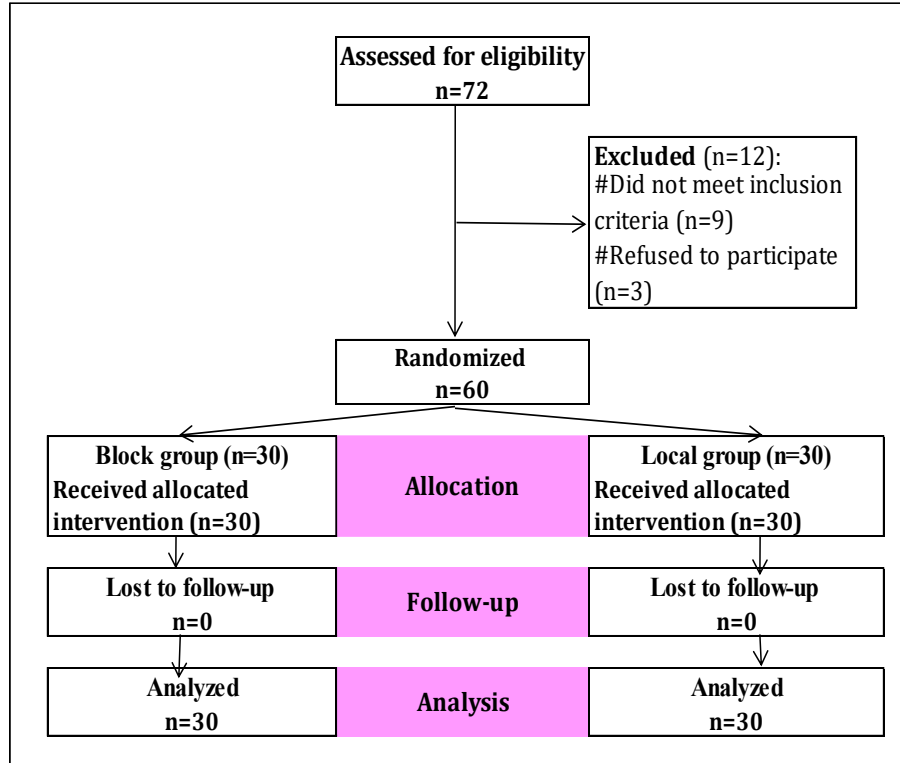 Assessed for eligibility
n=72
Excluded (n=12):
#Did not meet inclusion
criteria (n=9)
#Refused to participate
(n=3)
Randomized
n=60
Block group (n=30)
Received allocated
intervention (n=30)
Allocation
Local group (n=30)
Received allocated
intervention (n=30)
Lost to follow-up
n=0
Follow-up
Lost to follow-up
n=0
Analyzed
n=30
Analysis
Analyzed
n=30